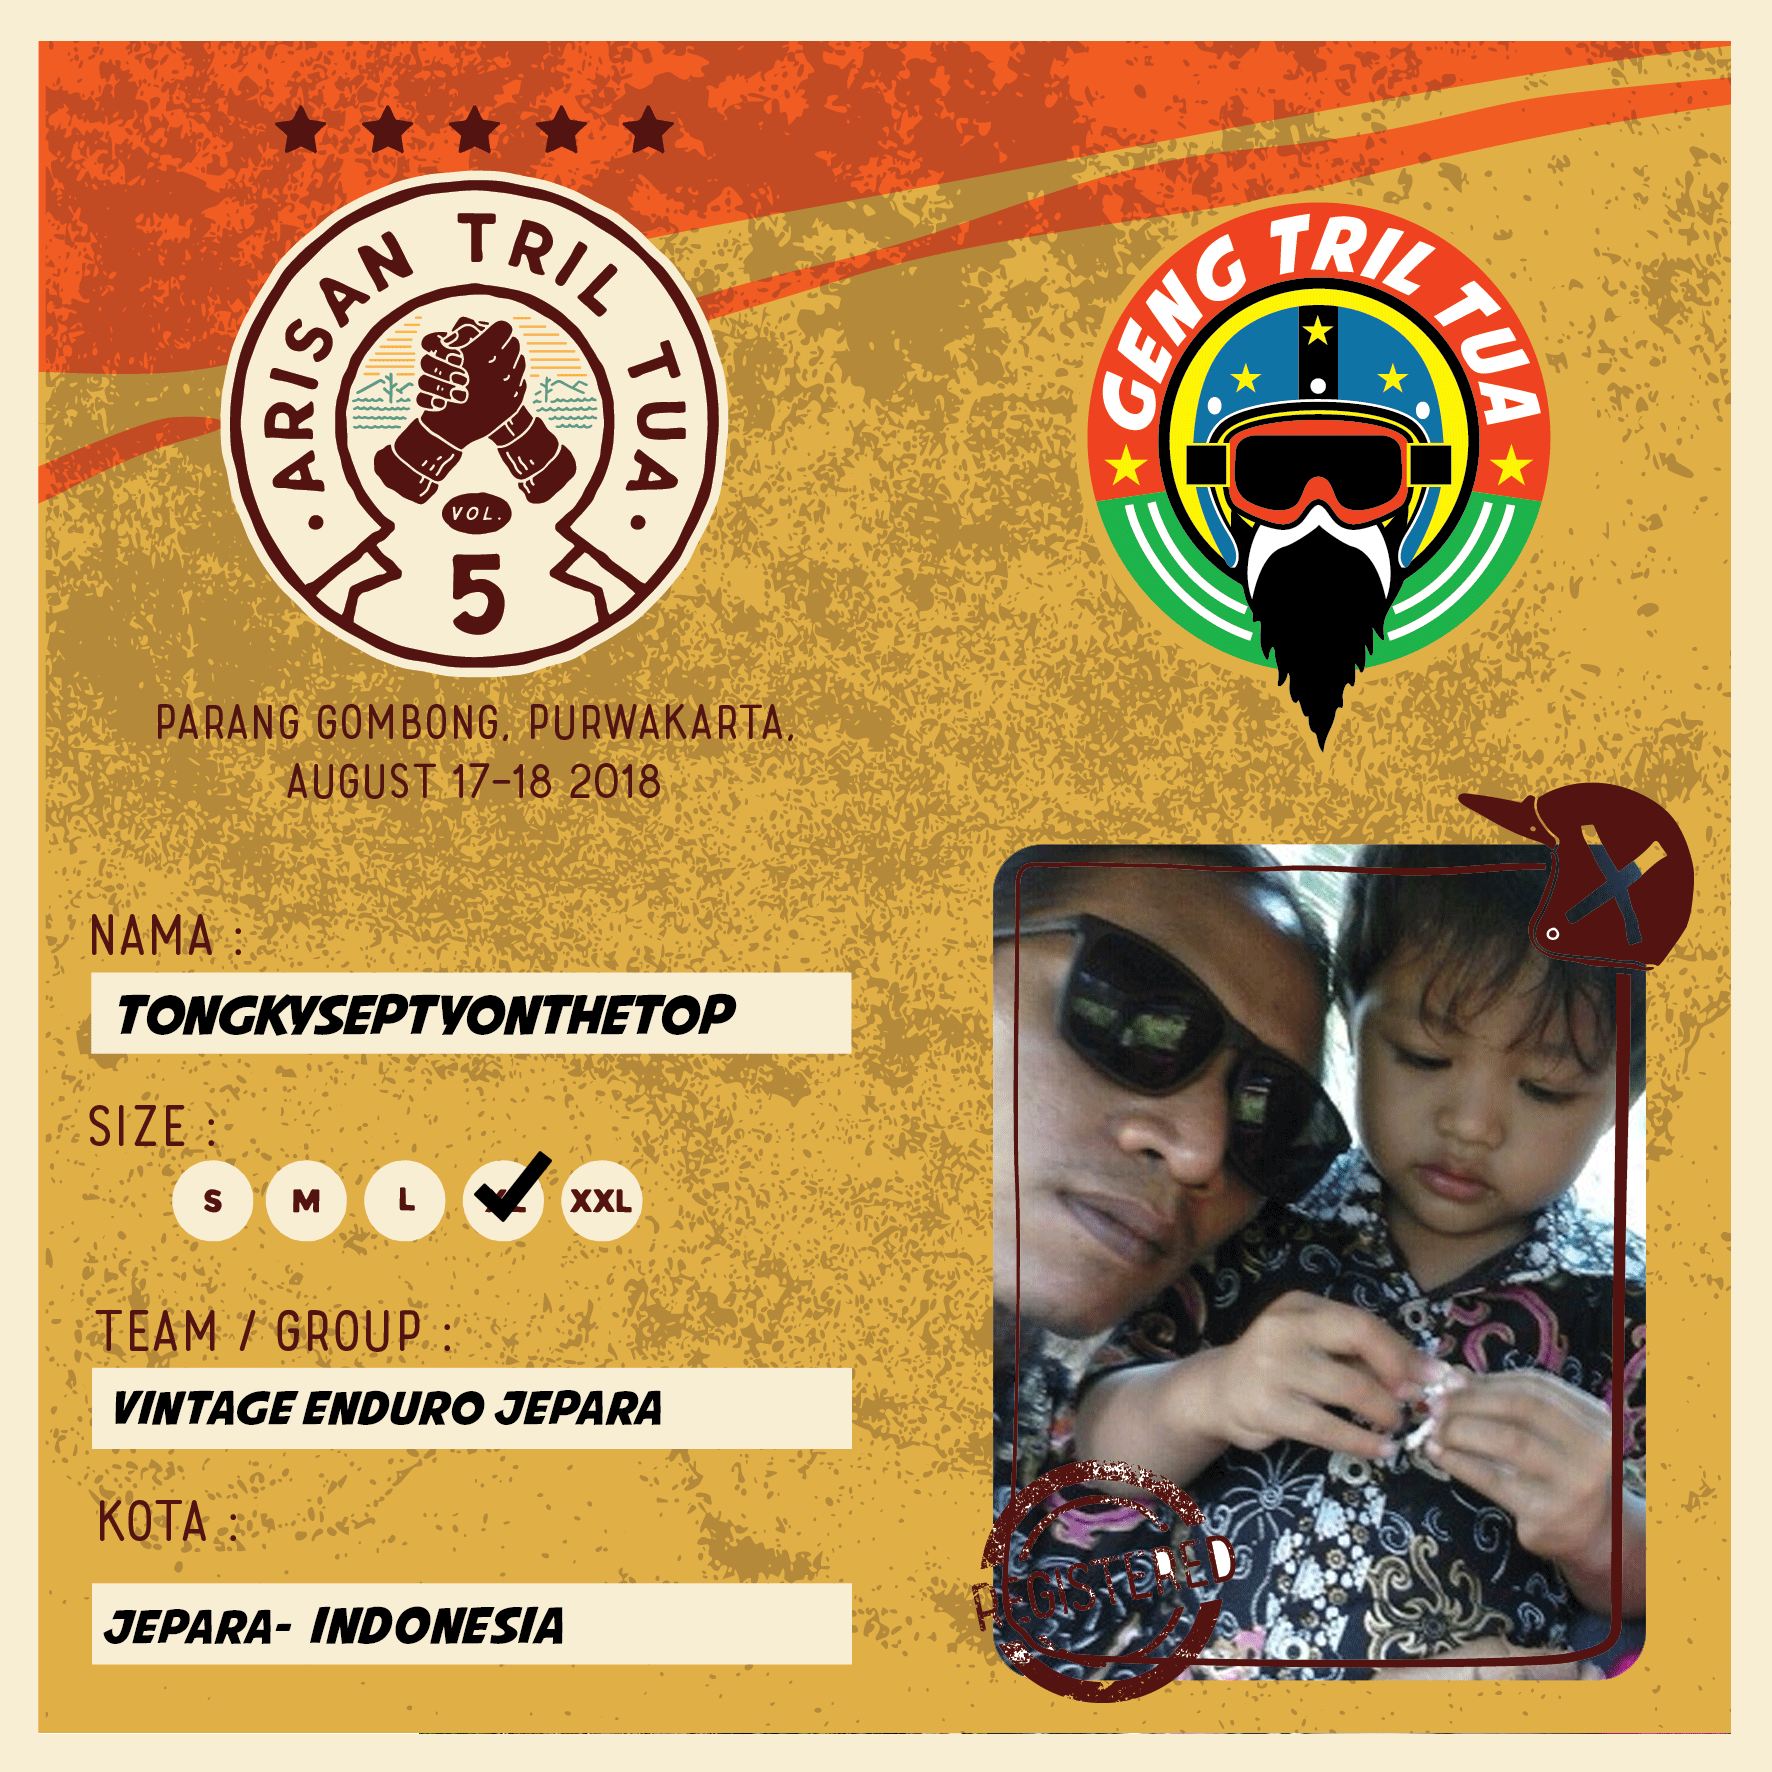 ARISAN TRIL TUA
VOL.
5
GENG TRIL TUA
PARANG GOMBONG, PURWAKARTA,
AUGUST 17-18 2018
NAMA :
TONGKYSEPTYONTHETOP
SIZE :
S M L XXL
TEAM / GROUP :
VINTAGE ENDURO JEPARA
KOTA :
JEPARA- INDONESIA
REGISTERED